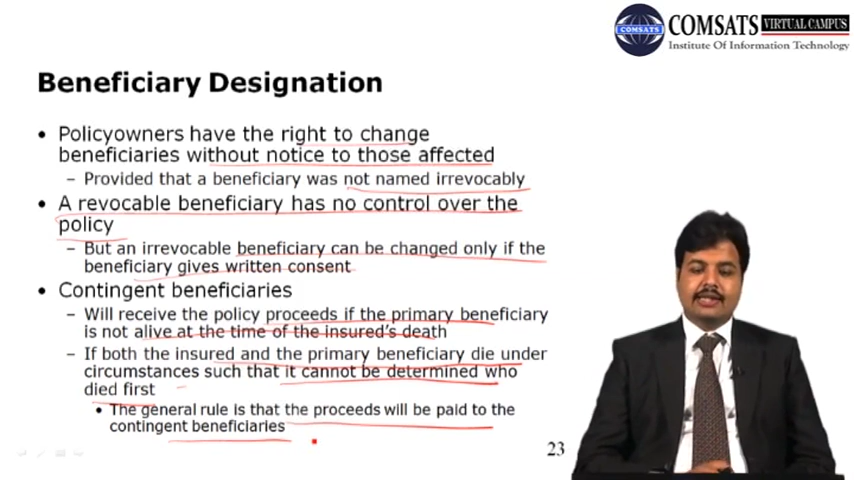 COMSATS
COMSATS VIRTUAL CAMPUS
Institute Of Information Technology
Beneficiary Designation
• Policyowners have the right to change
beneficiaries without notice to those affected
– Provided that a beneficiary was not named irrevocably
• A revocable beneficiary has no control over the
policy
– But an irrevocable beneficiary can be changed only if the
beneficiary gives written consent
• Contingent beneficiaries
– Will receive the policy proceeds if the primary beneficiary
is not alive at the time of the insured's death
– If both the insured and the primary beneficiary die under
circumstances such that it cannot be determined who
died first
• The general rule is that the proceeds will be paid to the
contingent beneficiaries
23